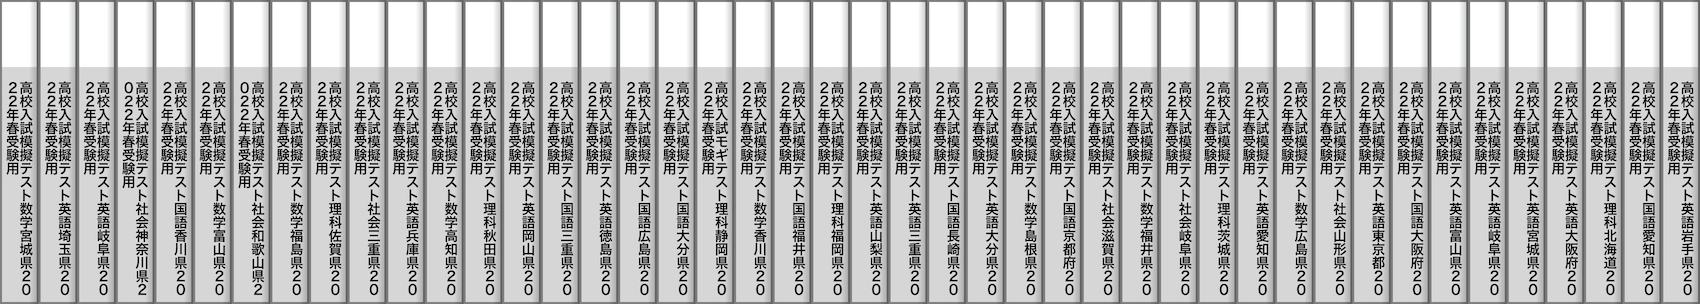 高校入試模擬テスト数学宮城県20
22年春受験用
高校入試模擬テスト英語埼玉県20
22年春受験用
高校入試模擬テスト英語岐阜県20
22年春受験用
高校入試模擬テスト社会神奈川県2
022年春受験用
高校入試模擬テスト国語香川県20
22年春受験用
高校入試模擬テスト数学富山県20
22年春受験用
高校入試模擬テスト社会和歌山県2
022年春受験用
高校入試模擬テスト数学福島県20
22年春受験用
高校入試模擬テスト理科佐賀県20
22年春受験用
高校入試模擬テスト社会三重県20
22年春受験用
高校入試模擬テスト英語兵庫県20
22年春受験用
高校入試模擬テスト数学高知県20
22年春受験用
高校入試模擬テスト理科秋田県20
22年春受験用
高校入試模擬テスト英語岡山県20
22年春受験用
高校入試模擬テスト国語三重県20
22年春受験用
高校入試模擬テスト英語徳島県20
22年春受験用
高校入試模擬テスト国語広島県20
22年春受験用
高校入試模擬テスト国語大分県20
22年春受験用
高校入試モギテスト理科静岡県20
22年春受験用
高校入試模擬テスト数学香川県20
22年春受験用
高校入試模擬テスト国語福井県20
22年春受験用
高校入試模擬テスト理科福岡県20
22年春受験用
高校入試模擬テスト英語山梨県20
22年春受験用
高校入試模擬テスト英語三重県20
22年春受験用
高校入試模擬テスト国語長崎県20
22年春受験用
高校入試模擬テスト英語大分県20
22年春受験用
高校入試模擬テスト数学島根県20
22年春受験用
高校入試模擬テスト国語京都府20
22年春受験用
高校入試模擬テスト社会滋賀県20
22年春受験用
高校入試模擬テスト数学福井県20
22年春受験用
高校入試模擬テスト社会岐阜県20
22年春受験用
高校入試模擬テスト理科茨城県20
22年春受験用
高校入試模擬テスト英語愛知県20
22年春受験用
高校入試模擬テスト数学広島県20
22年春受験用
高校入試模擬テスト社会山形県20
22年春受験用
高校入試模擬テスト英語東京都20
22年春受験用
高校入試模擬テスト国語大阪府20
22年春受験用
高校入試模擬テスト英語富山県20
22年春受験用
高校入試模擬テスト英語岐阜県20
22年春受験用
高校入試模擬テスト英語宮城県20
22年春受験用
高校入試模擬テスト英語大阪府20
22年春受験用
高校入試模擬テスト理科北海道20
22年春受験用
高校入試模擬テスト国語愛知県20
22年春受験用
高校入試模擬テスト英語岩手県20
22年春受験用